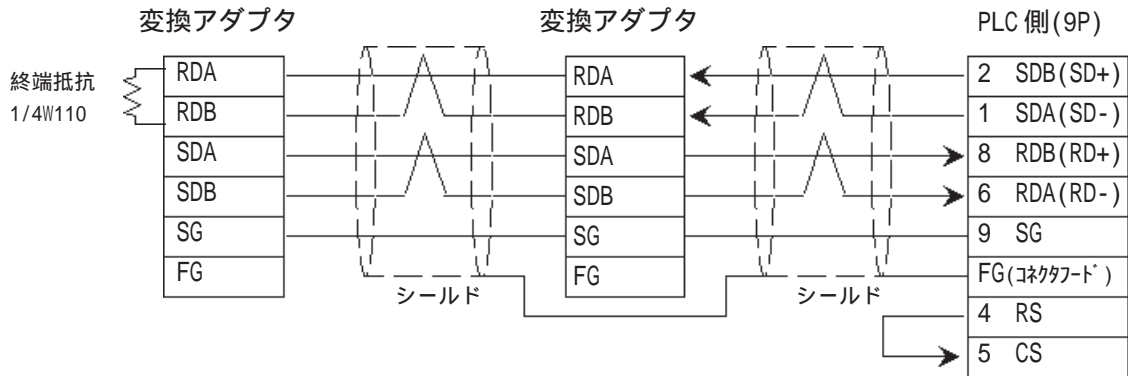 変換アダプタ
変換アダプタ
PLC側(9P)
終端抵抗
1/4W110
RDA
RDB
SDA
SDB
SG
FG
シールド
RDA
RDB
SDA
SDB
SG
FG
シールド
2 SDB(SD+)
1 SDA(SD-)
8 RDB(RD+)
6 RDA(RD-)
9 SG
FG(ｺﾈｸﾀﾌｰﾄﾞ)
4 RS
5 CS